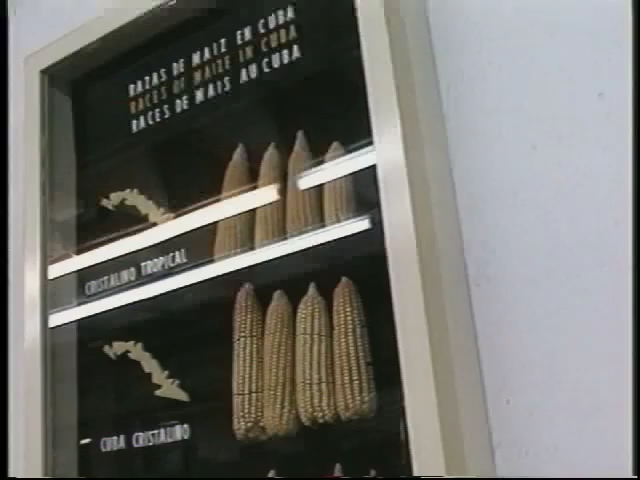 RAZAS DE MAIZ EN CUBA
RACES OF MAIZE IN CUBA
RACES DE MAIS AU CUBA
CRISTALINO TROPICAL
CUBA CRISTALINO